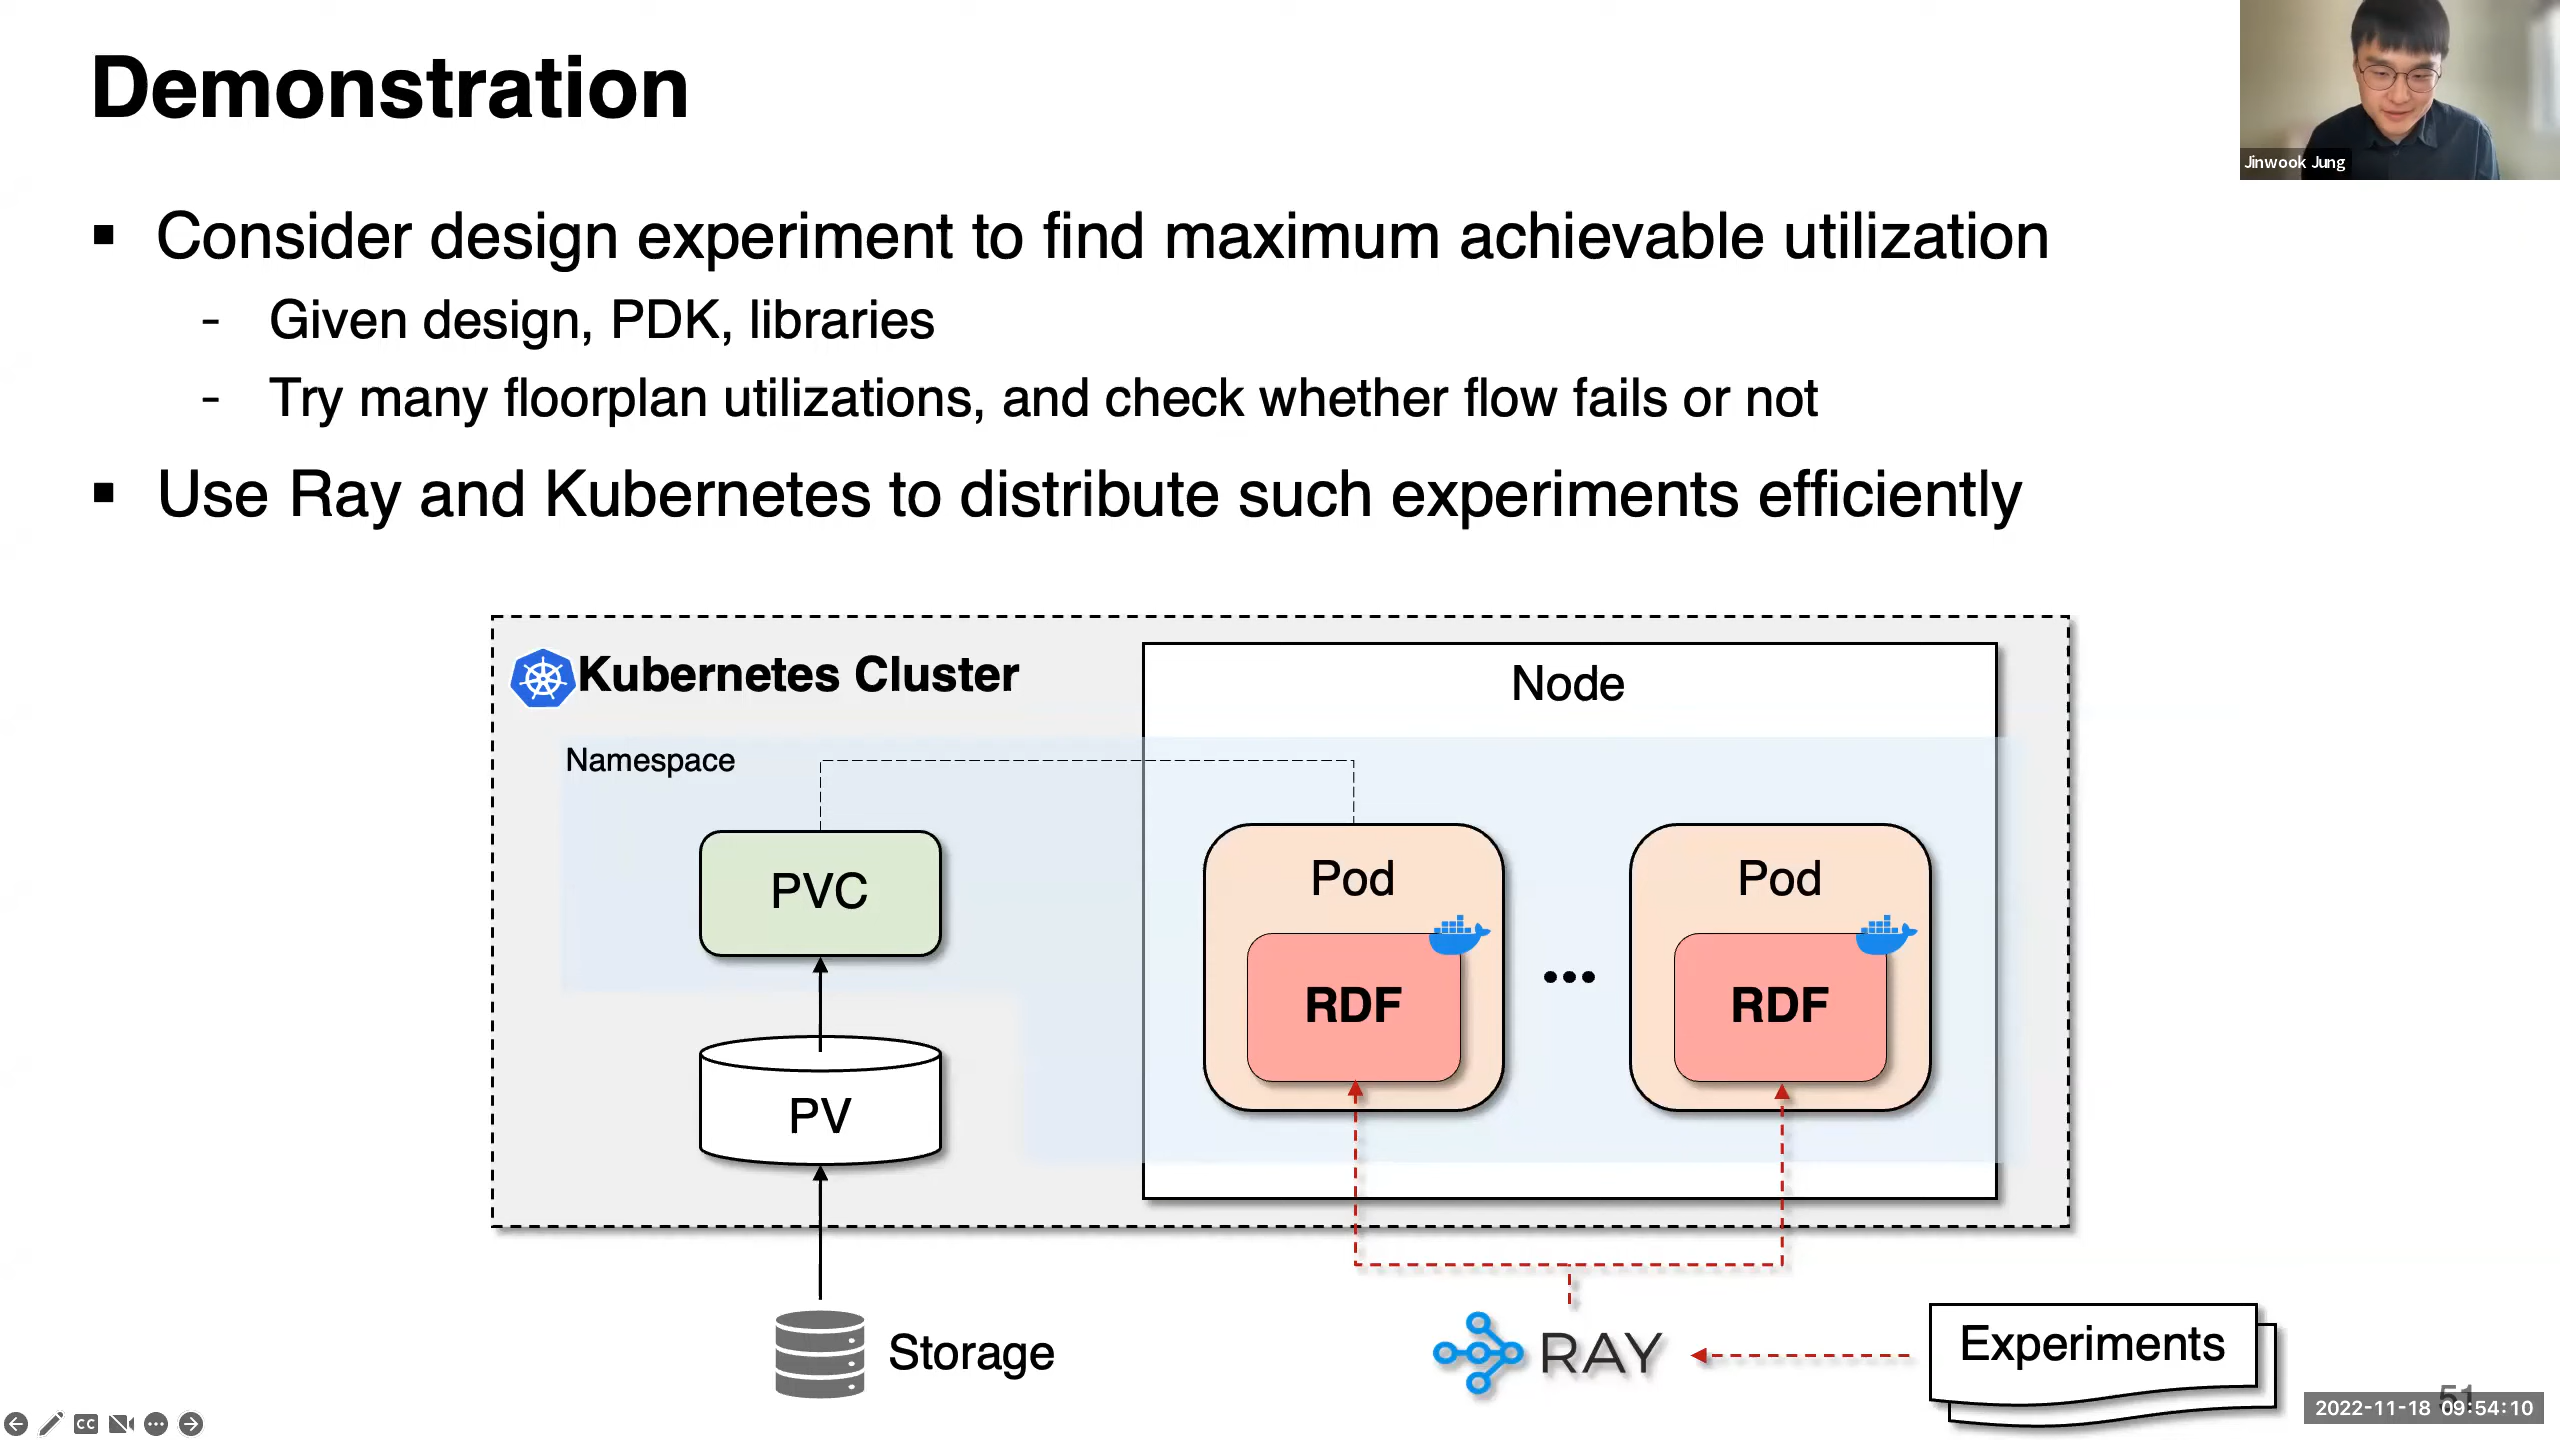 Demonstration
Jinwook Jung
▪ Consider design experiment to find maximum achievable utilization
- Given design, PDK, libraries
- Try many floorplan utilizations, and check whether flow fails or not
▪ Use Ray and Kubernetes to distribute such experiments efficiently
Kubernetes Cluster
Node
Namespace
PVC
Pod
Pod
RDF
RDF
•••
PV
Storage
RAY
Experiments
51
2022-11-18 09:54:10
CC